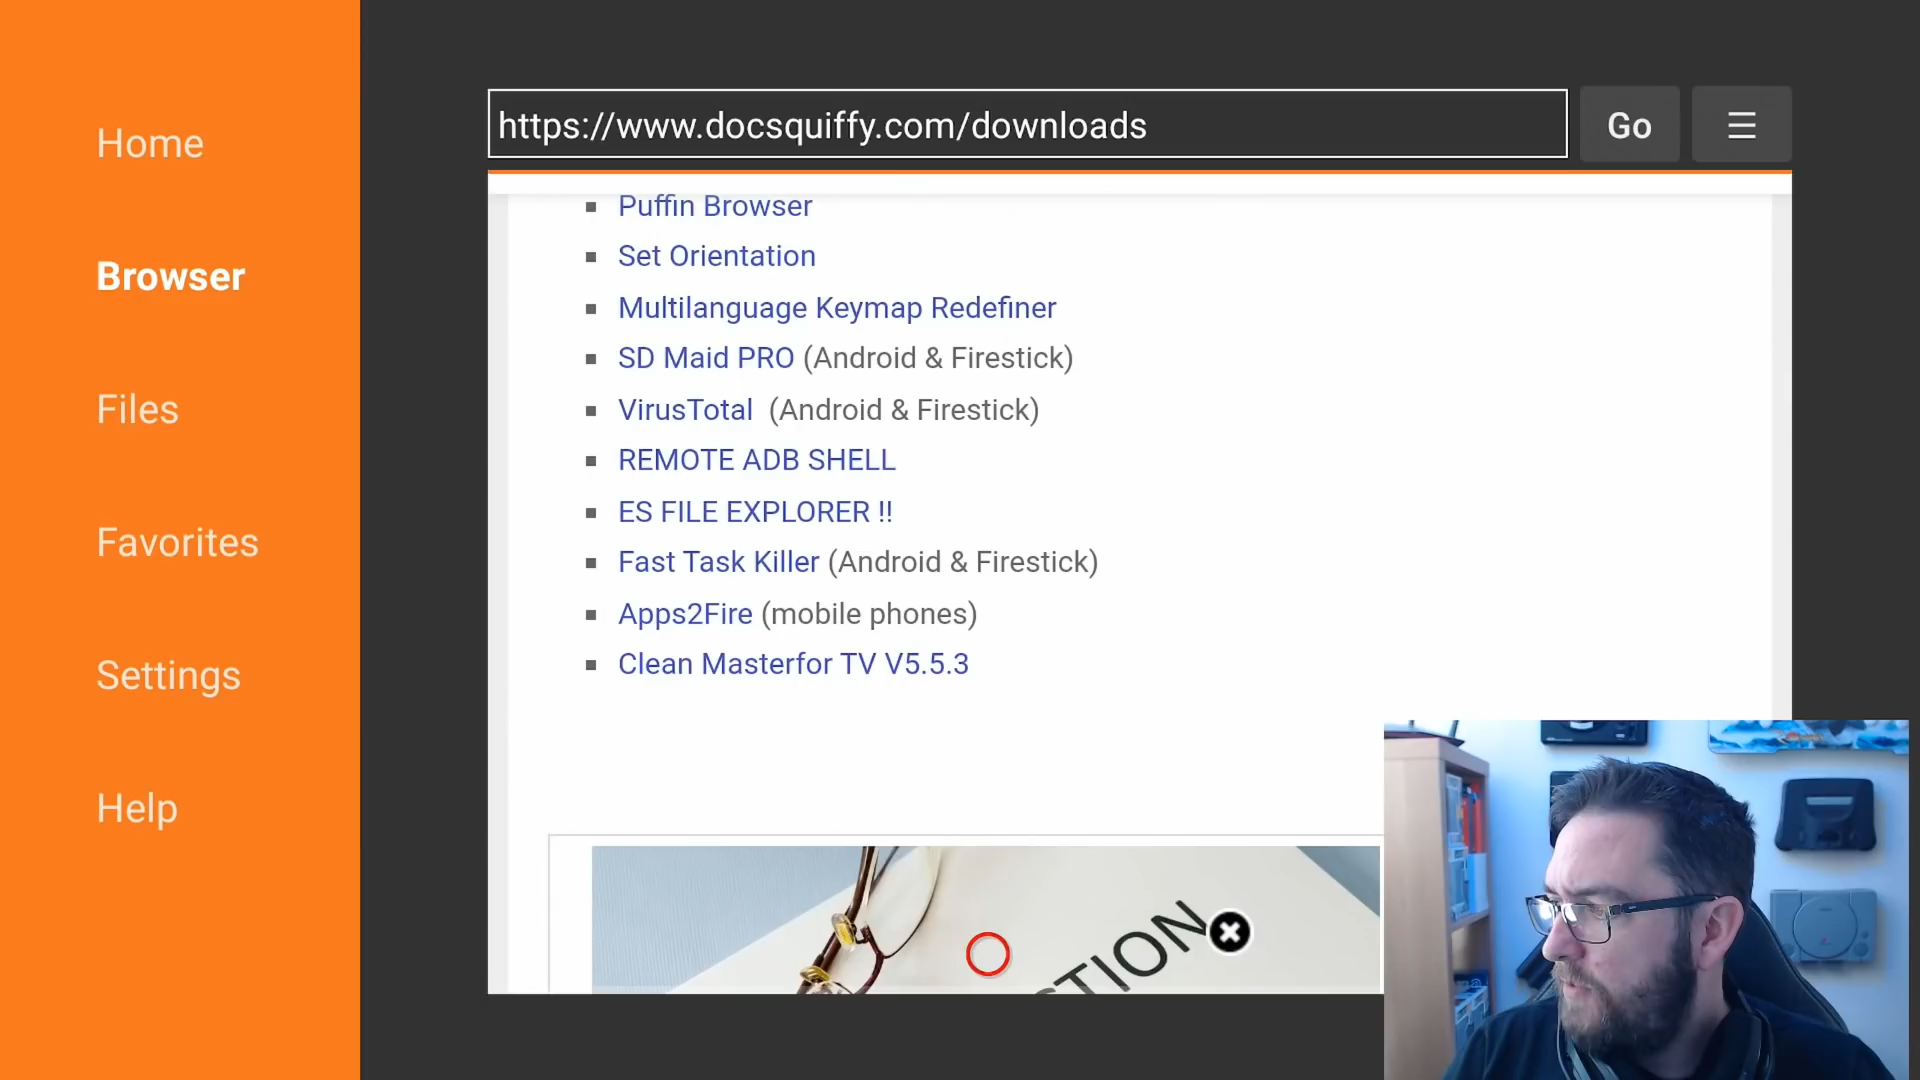 Home
Browser
Files
Favorites
Settings
Help
https://www.docsquiffy.com/downloads
Go
Puffin Browser
Set Orientation
Multilanguage Keymap Redefiner
SD Maid PRO (Android & Firestick)
VirusTotal (Android & Firestick)
REMOTE ADB SHELL
ES FILE EXPLORER !!
Fast Task Killer (Android & Firestick)
Apps2Fire (mobile phones)
Clean Masterfor TV V5.5.3
STION